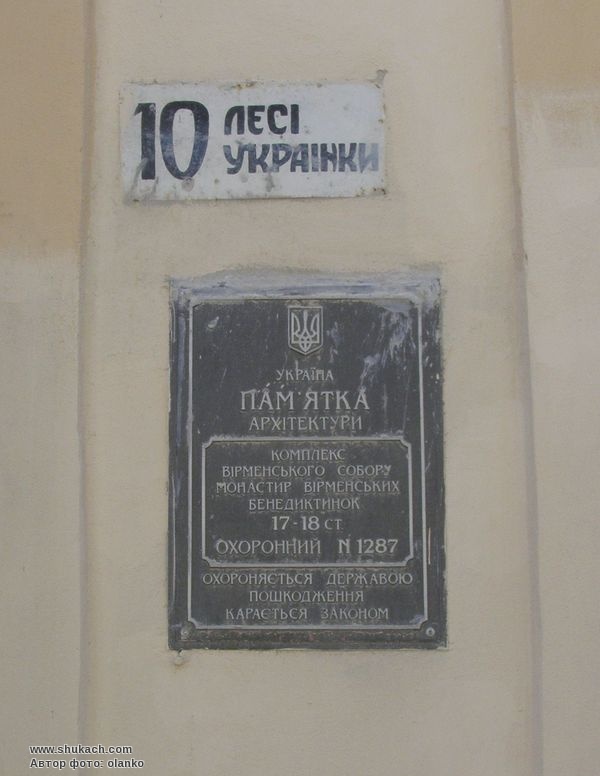 10 ЛЕСІ
УКРАІНКИ
УКРАЇНА
ПАМ'ЯТКА
АРХІТЕКТУРИ
КОМПЛЕКС
ВІРМЕНСЬКОГО СОБОРУ
МОНАСТИР ВІРМЕНСЬКИХ
БЕНЕДИКТИНОК
17-18 СТ
ОХОРОННИЙ N 1287
ОХОРОНЯЄТЬСЯ ДЕРЖАВОЮ
ПОШКОДЖЕННЯ
КАРАЄТЬСЯ ЗАКОНОМ
www.shukach.com
Автор фото: olanko